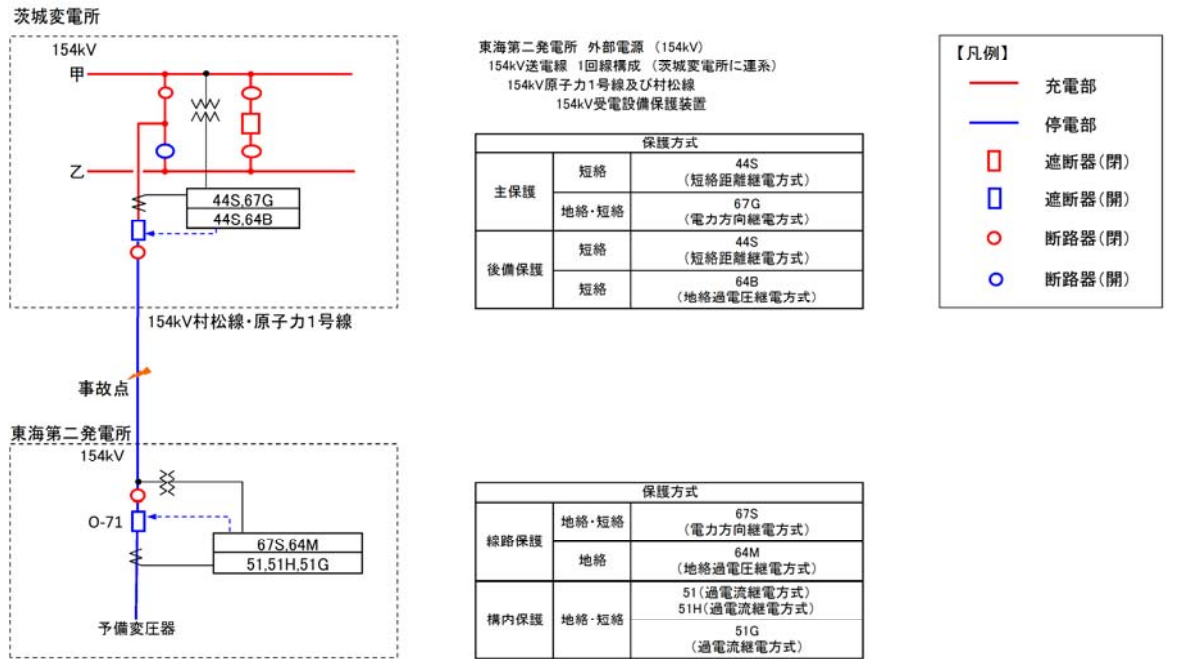 茨城変電所
154kV
甲
乙
44S,67G
44S,64B
154kV村松線・原子力1号線
事故点
東海第二発電所
154kV
O-71
67S,64M
51,51H,51G
予備変圧器
東海第二発電所 外部電源 (154kV)
154kV送電線 1回線構成 (茨城変電所に連系)
154kV原子力1号線及び村松線
154kV受電設備保護装置
保護方式
主保護
短絡
44S
(短絡距離継電方式)
地絡・短絡
67G
(電力方向継電方式)
後備保護
短絡
44S
(短絡距離継電方式)
短絡
64B
(地絡過電圧継電方式)
保護方式
線路保護
地絡・短絡
67S
(電力方向継電方式)
地絡
64M
(地絡過電圧継電方式)
構内保護
地絡・短絡
51(過電流継電方式)
51H(過電流継電方式)
51G
(過電流継電方式)
【凡例】
充電部
停電部
遮断器(閉)
遮断器(開)
断路器(閉)
断路器(開)